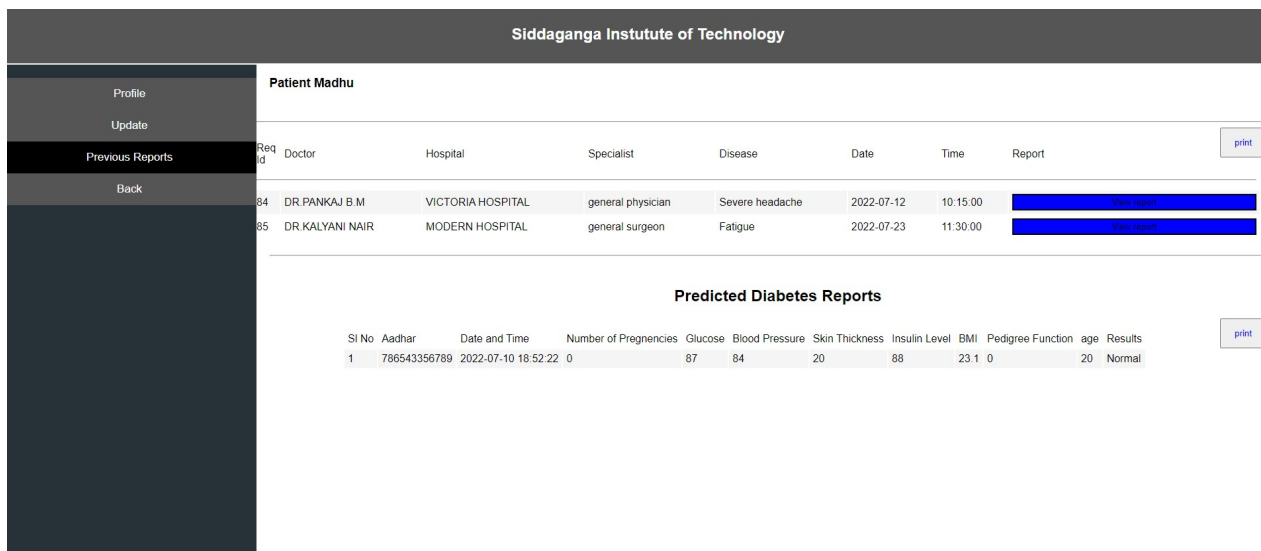 Siddaganga Instutute of Technology
Profile
Update
Previous Reports
Back
Patient Madhu
print
Req Id Doctor Hospital Specialist Disease Date Time Report
84 DR.PANKAJ B.M VICTORIA HOSPITAL general physician Severe headache 2022-07-12 10:15:00 View report
85 DR.KALYANI NAIR MODERN HOSPITAL general surgeon Fatigue 2022-07-23 11:30:00 View report
Predicted Diabetes Reports
print
Sl No Aadhar Date and Time Number of Pregnencies Glucose Blood Pressure Skin Thickness Insulin Level BMI Pedigree Function age Results
1 786543356789 2022-07-10 18:52:22 0 87 84 20 88 23.1 0 20 Normal